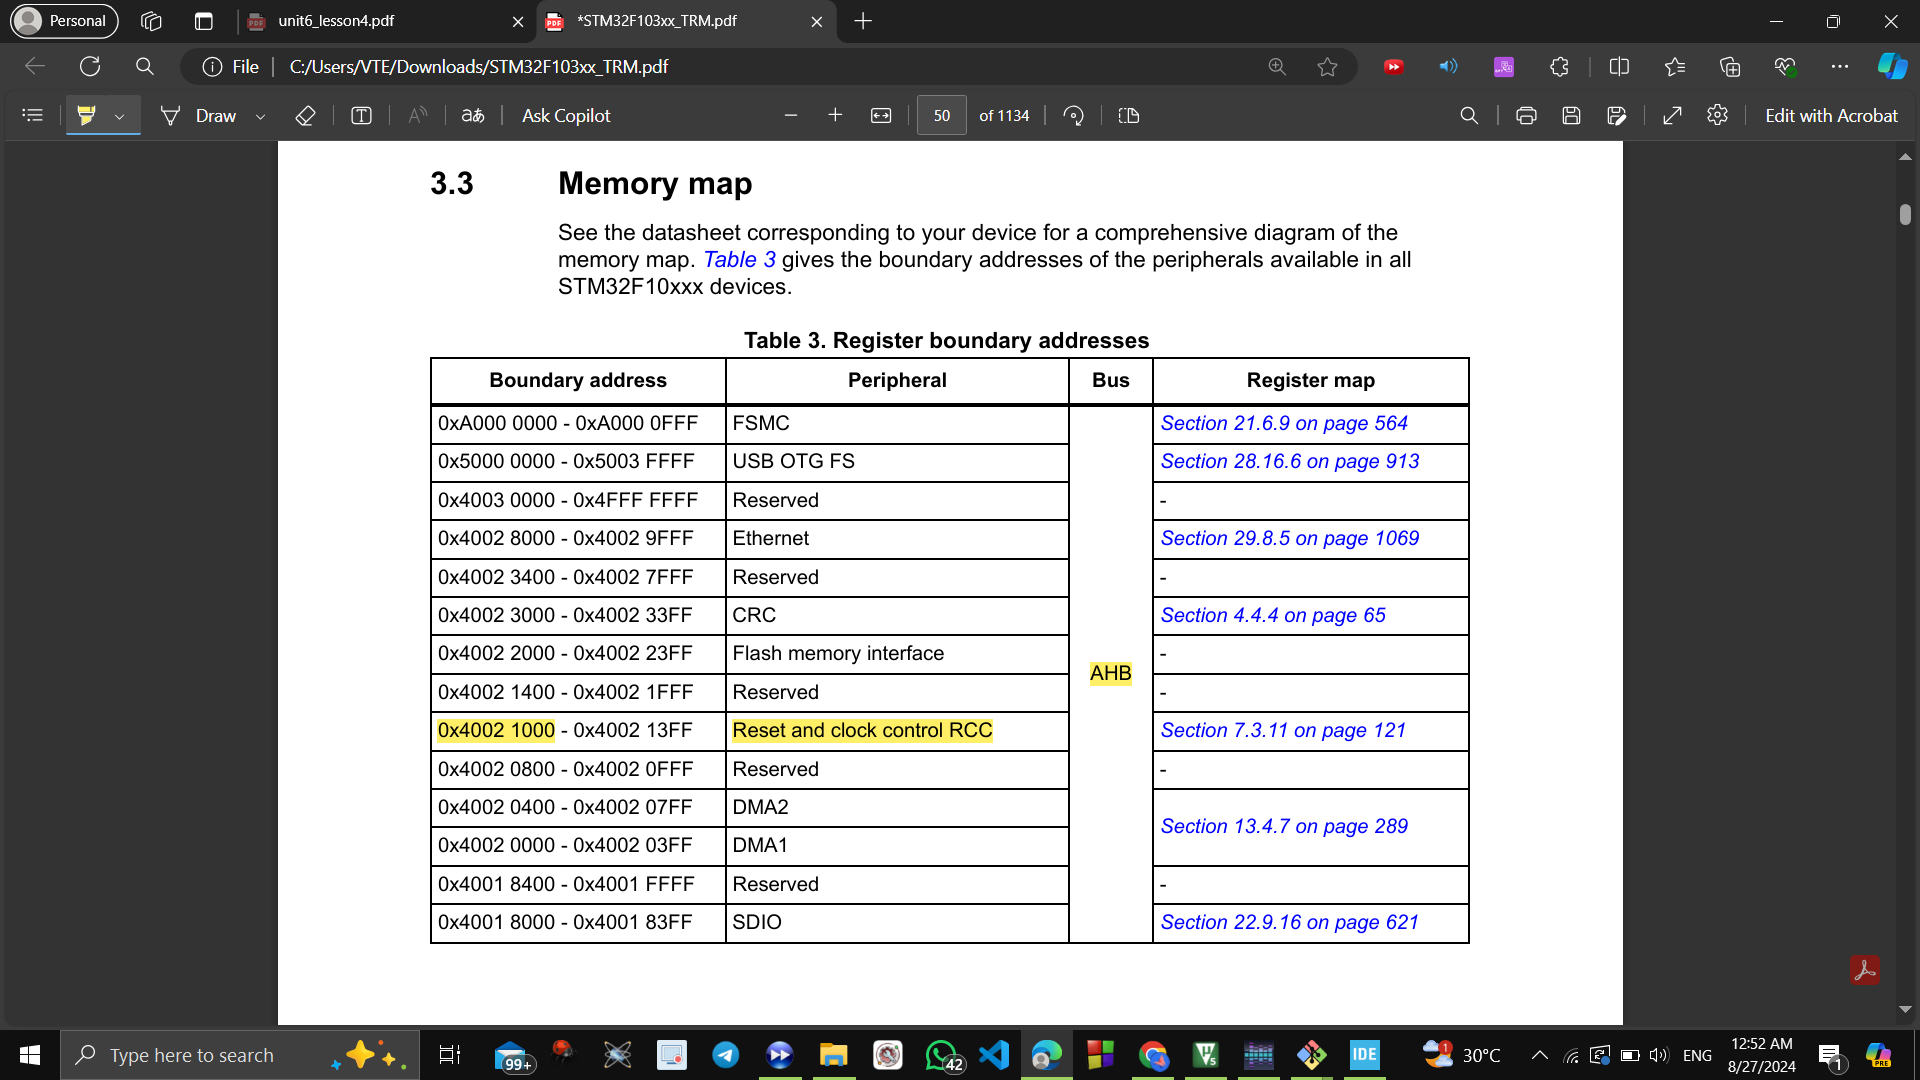 Personal
unit6_lesson4.pdf
*STM32F103xx_TRM.pdf
File
C:/Users/VTE/Downloads/STM32F103xx_TRM.pdf
Draw
Ask Copilot
50
of 1134
Edit with Acrobat
3.3 Memory map
See the datasheet corresponding to your device for a comprehensive diagram of the
memory map. Table 3 gives the boundary addresses of the peripherals available in all
STM32F10xxx devices.
Table 3. Register boundary addresses
Boundary address Peripheral Bus Register map
0xA000 0000 - 0xA000 0FFF FSMC Section 21.6.9 on page 564
0x5000 0000 - 0x5003 FFFF USB OTG FS Section 28.16.6 on page 913
0x4003 0000 - 0x4FFF FFFF Reserved -
0x4002 8000 - 0x4002 9FFF Ethernet Section 29.8.5 on page 1069
0x4002 3400 - 0x4002 7FFF Reserved -
0x4002 3000 - 0x4002 33FF CRC Section 4.4.4 on page 65
0x4002 2000 - 0x4002 23FF Flash memory interface -
AHB
0x4002 1400 - 0x4002 1FFF Reserved -
0x4002 1000 - 0x4002 13FF Reset and clock control RCC Section 7.3.11 on page 121
0x4002 0800 - 0x4002 0FFF Reserved -
0x4002 0400 - 0x4002 07FF DMA2
Section 13.4.7 on page 289
0x4002 0000 - 0x4002 03FF DMA1
0x4001 8400 - 0x4001 FFFF Reserved -
0x4001 8000 - 0x4001 83FF SDIO Section 22.9.16 on page 621
Type here to search
99+
42
IDE
1
30°C
ENG
12:52 AM
8/27/2024
1
PRE